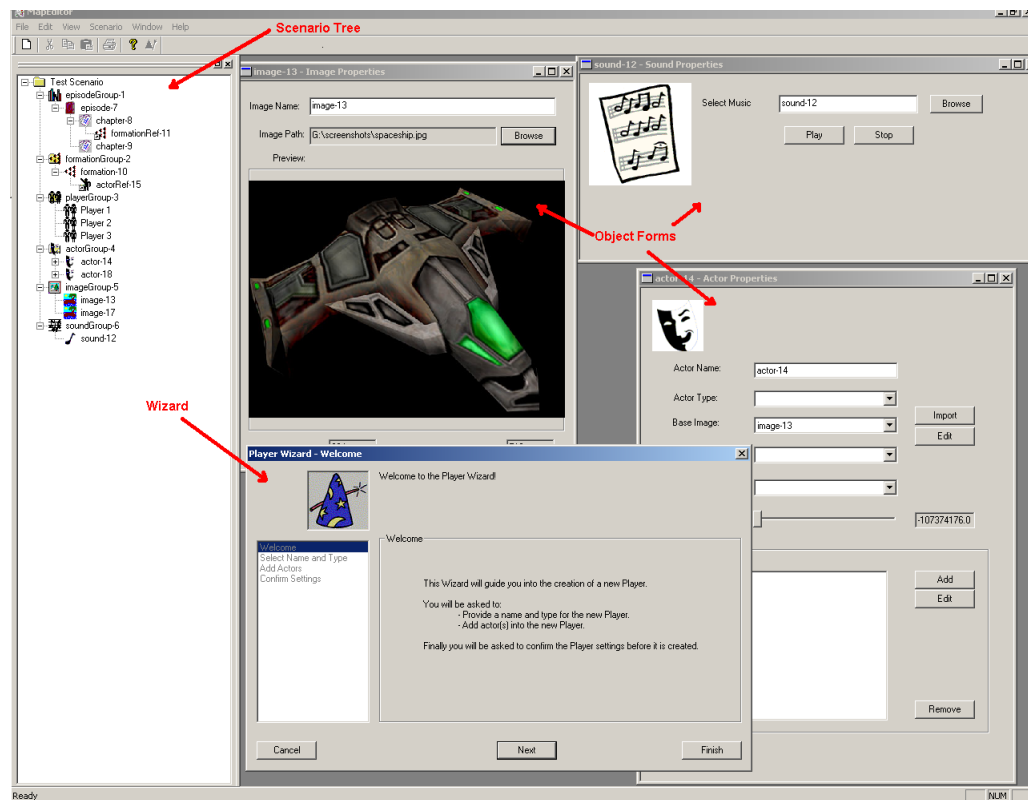 MapEditor
File Edit View Scenario Window Help
Scenario Tree
Test Scenario
episodeGroup-1
episode-7
chapter-8
formationRef-11
chapter-9
formationGroup-2
formation-10
actorRef-15
playerGroup-3
Player 1
Player 2
Player 3
actorGroup-4
actor-14
actor-18
imageGroup-5
image-13
image-17
soundGroup-6
sound-12
Wizard
image-13 - Image Properties
Image Name: image-13
Image Path: G:\screenshots\spaceship.jpg Browse
Preview:
sound-12 - Sound Properties
Select Music sound-12 Browse
Play Stop
Object Forms
actor-14 - Actor Properties
Actor Name: actor-14
Actor Type:
Base Image: image-13
Import
Edit
-107374176.0
Add
Edit
Remove
Player Wizard - Welcome
Welcome to the Player Wizard!
Welcome
Select Name and Type
Add Actors
Confirm Settings
Welcome
This Wizard will guide you into the creation of a new Player.
You will be asked to:
- Provide a name and type for the new Player.
- Add actor(s) into the new Player.
Finally you will be asked to confirm the Player settings before it is created.
Cancel Next Finish
Ready NUM